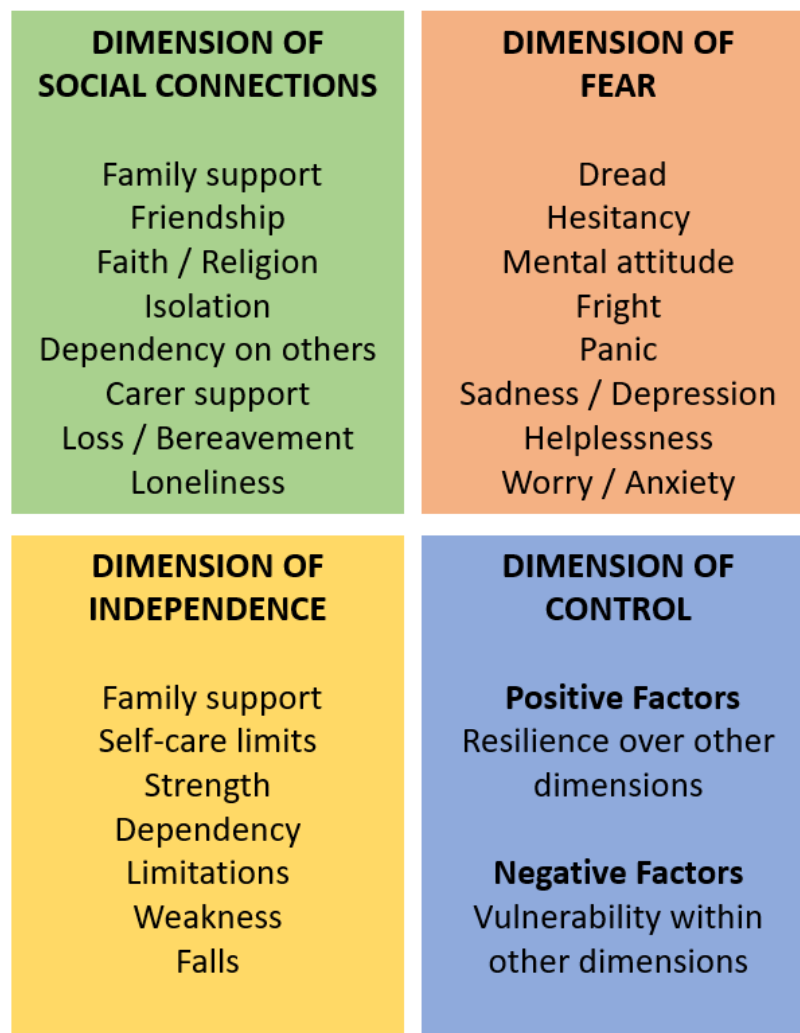 DIMENSION OF
SOCIAL CONNECTIONS
Family support
Friendship
Faith / Religion
Isolation
Dependency on others
Carer support
Loss / Bereavement
Loneliness
DIMENSION OF
FEAR
Dread
Hesitancy
Mental attitude
Fright
Panic
Sadness / Depression
Helplessness
Worry / Anxiety
DIMENSION OF
INDEPENDENCE
Family support
Self-care limits
Strength
Dependency
Limitations
Weakness
Falls
DIMENSION OF
CONTROL
Positive Factors
Resilience over other
dimensions
Negative Factors
Vulnerability within
other dimensions